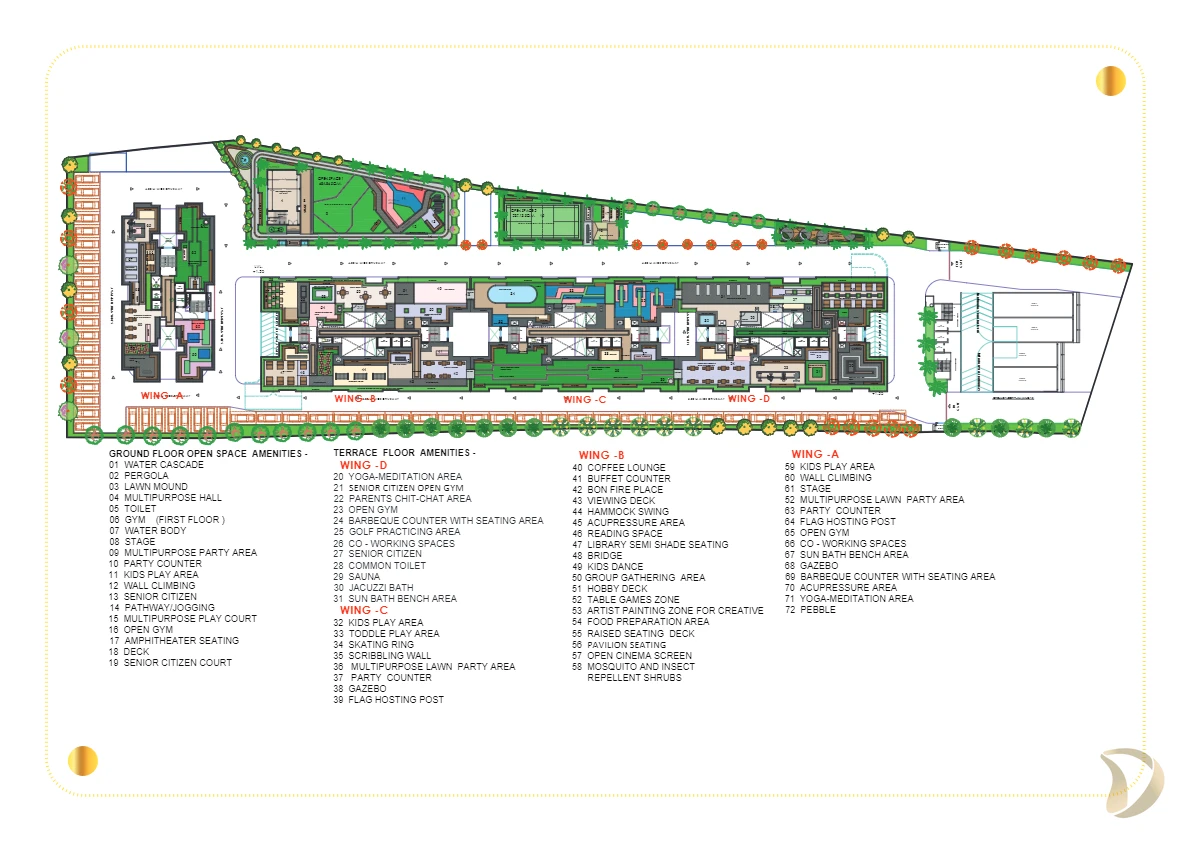 OPEN SPACE-1
OPEN SPACE-2
WING -A
WING -B
WING -C
WING -D
GROUND FLOOR OPEN SPACE AMENITIES -
01 WATER CASCADE
02 PERGOLA
03 LAWN MOUND
04 MULTIPURPOSE HALL
05 TOILET
06 GYM (FIRST FLOOR )
07 WATER BODY
08 STAGE
09 MULTIPURPOSE PARTY AREA
10 PARTY COUNTER
11 KIDS PLAY AREA
12 WALL CLIMBING
13 SENIOR CITIZEN
14 PATHWAY/JOGGING
15 MULTIPURPOSE PLAY COURT
16 OPEN GYM
17 AMPHITHEATER SEATING
18 DECK
19 SENIOR CITIZEN COURT
TERRACE FLOOR AMENITIES -
WING -D
20 YOGA-MEDITATION AREA
21 SENIOR CITIZEN OPEN GYM
22 PARENTS CHIT-CHAT AREA
23 OPEN GYM
24 BARBEQUE COUNTER WITH SEATING AREA
25 GOLF PRACTICING AREA
26 CO - WORKING SPACES
27 SENIOR CITIZEN
28 COMMON TOILET
29 SAUNA
30 JACUZZI BATH
31 SUN BATH BENCH AREA
WING -C
32 KIDS PLAY AREA
33 TODDLE PLAY AREA
34 SKATING RING
35 SCRIBBLING WALL
36 MULTIPURPOSE LAWN PARTY AREA
37 PARTY COUNTER
38 GAZEBO
39 FLAG HOSTING POST
WING -B
40 COFFEE LOUNGE
41 BUFFET COUNTER
42 BON FIRE PLACE
43 VIEWING DECK
44 HAMMOCK SWING
45 ACUPRESSURE AREA
46 READING SPACE
47 LIBRARY SEMI SHADE SEATING
48 BRIDGE
49 KIDS DANCE
50 GROUP GATHERING AREA
51 HOBBY DECK
52 TABLE GAMES ZONE
53 ARTIST PAINTING ZONE FOR CREATIVE
54 FOOD PREPARATION AREA
55 RAISED SEATING DECK
56 PAVILION SEATING
57 OPEN CINEMA SCREEN
58 MOSQUITO AND INSECT
REPELLENT SHRUBS
WING -A
59 KIDS PLAY AREA
60 WALL CLIMBING
61 STAGE
52 MULTIPURPOSE LAWN PARTY AREA
63 PARTY COUNTER
64 FLAG HOSTING POST
65 OPEN GYM
66 CO - WORKING SPACES
67 SUN BATH BENCH AREA
68 GAZEBO
69 BARBEQUE COUNTER WITH SEATING AREA
70 ACUPRESSURE AREA
71 YOGA-MEDITATION AREA
72 PEBBLE